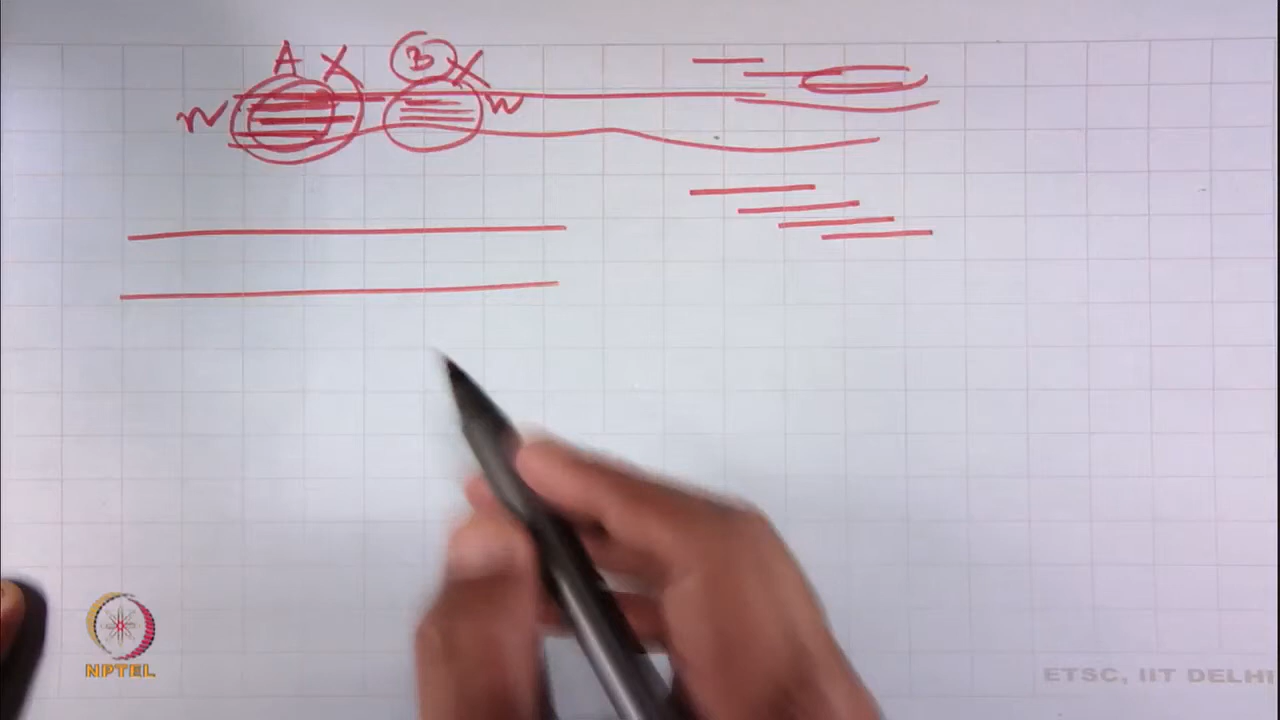 A X B X
W W
NPTEL
ETSC, IIT DELHI